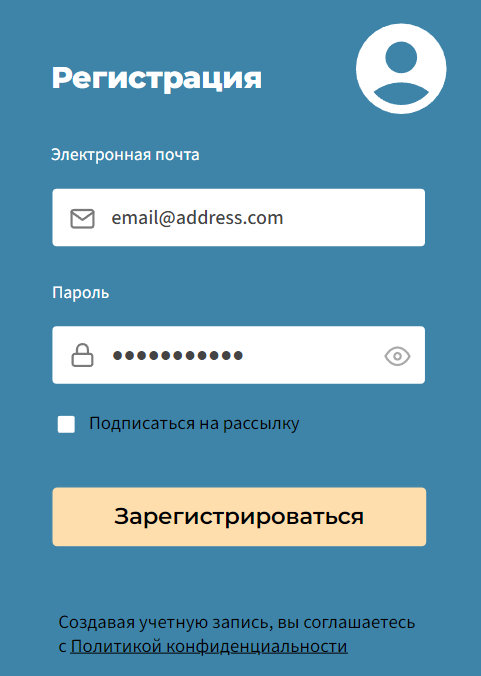 Регистрация
Электронная почта
email@address.com
Пароль
•••••••••••
Подписаться на рассылку
Зарегистрироваться
Создавая учетную запись, вы соглашаетесь
с Политикой конфиденциальности